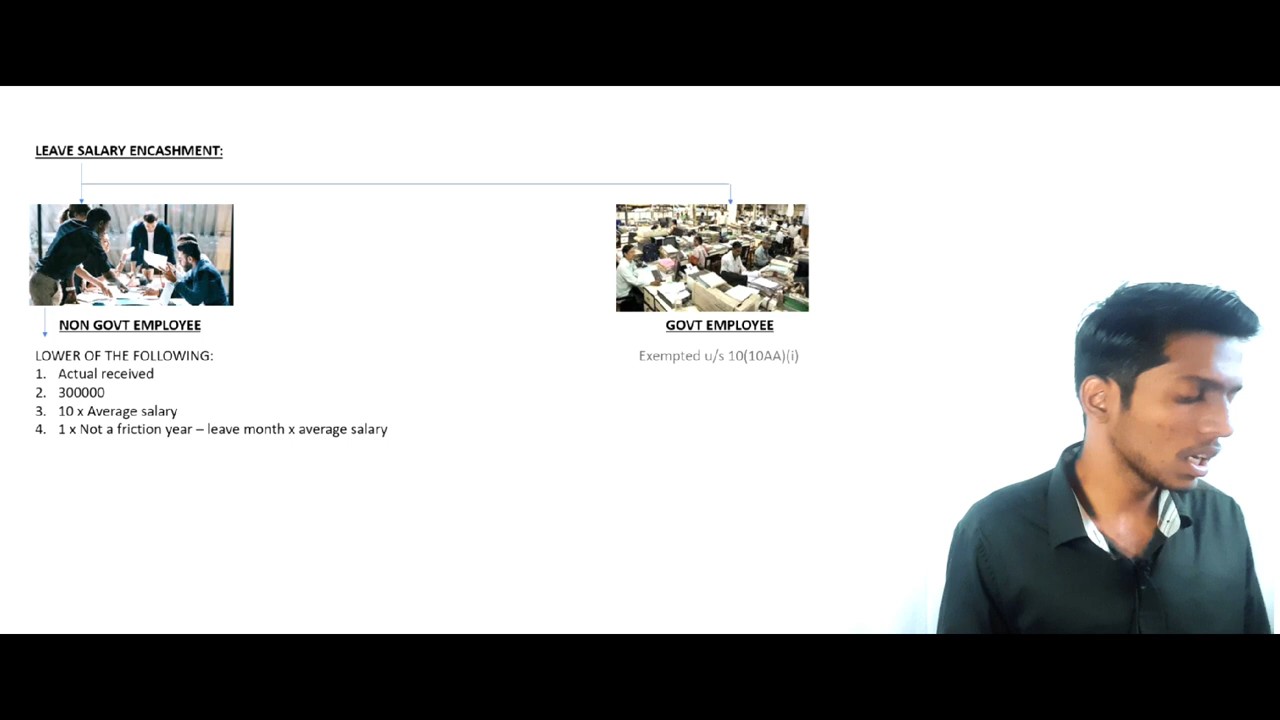 LEAVE SALARY ENCASHMENT:
NON GOVT EMPLOYEE
LOWER OF THE FOLLOWING:
1. Actual received
2. 300000
3. 10 x Average salary
4. 1 x Not a friction year – leave month x average salary
GOVT EMPLOYEE
Exempted u/s 10(10AA)(i)